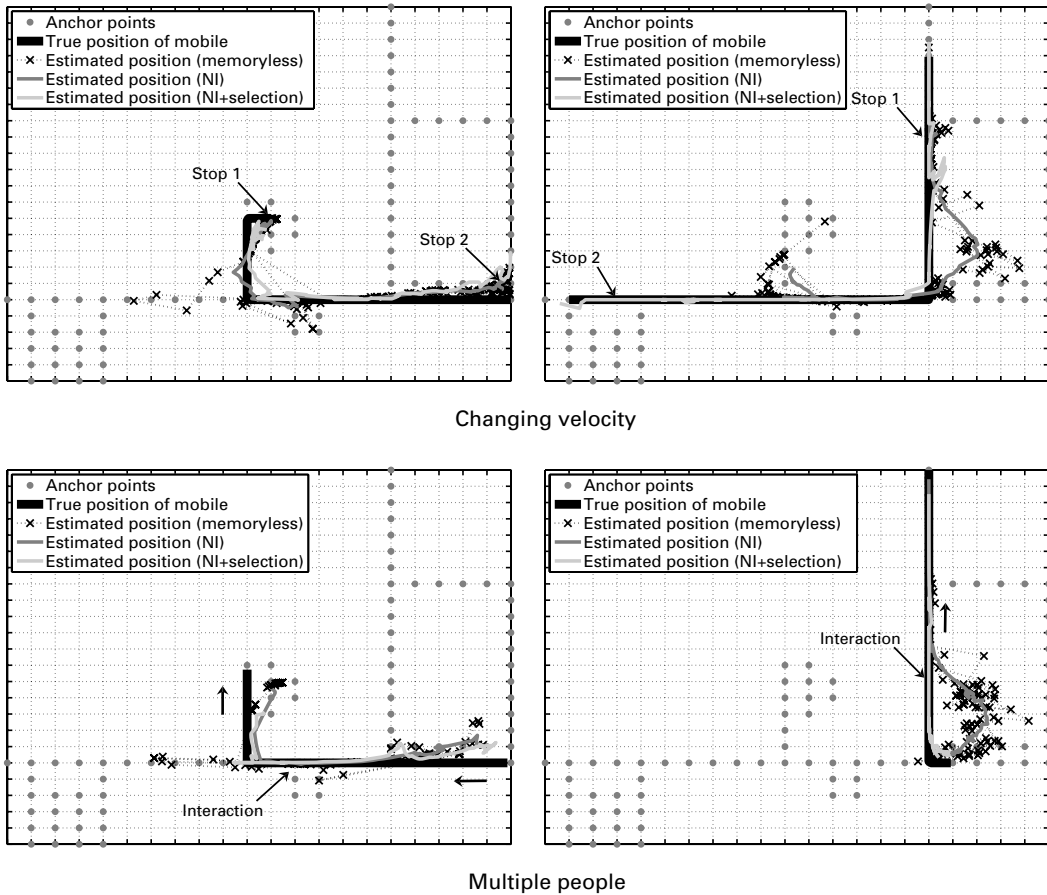 Anchor points
True position of mobile
Estimated position (memoryless)
Estimated position (NI)
Estimated position (NI+selection)
Stop 1
Stop 2
Anchor points
True position of mobile
Estimated position (memoryless)
Estimated position (NI)
Estimated position (NI+selection)
Stop 1
Stop 2
Changing velocity
Anchor points
True position of mobile
Estimated position (memoryless)
Estimated position (NI)
Estimated position (NI+selection)
Interaction
Anchor points
True position of mobile
Estimated position (memoryless)
Estimated position (NI)
Estimated position (NI+selection)
Interaction
Multiple people